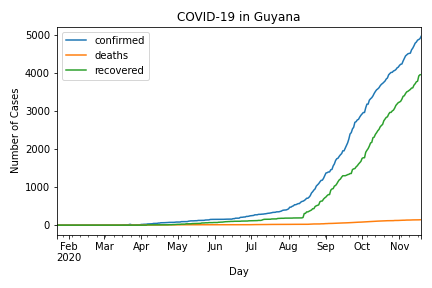 COVID-19 in Guyana
confirmed
deaths
recovered
Number of Cases
5000
4000
3000
2000
1000
0
Feb Mar Apr May Jun Jul Aug Sep Oct Nov
2020
Day